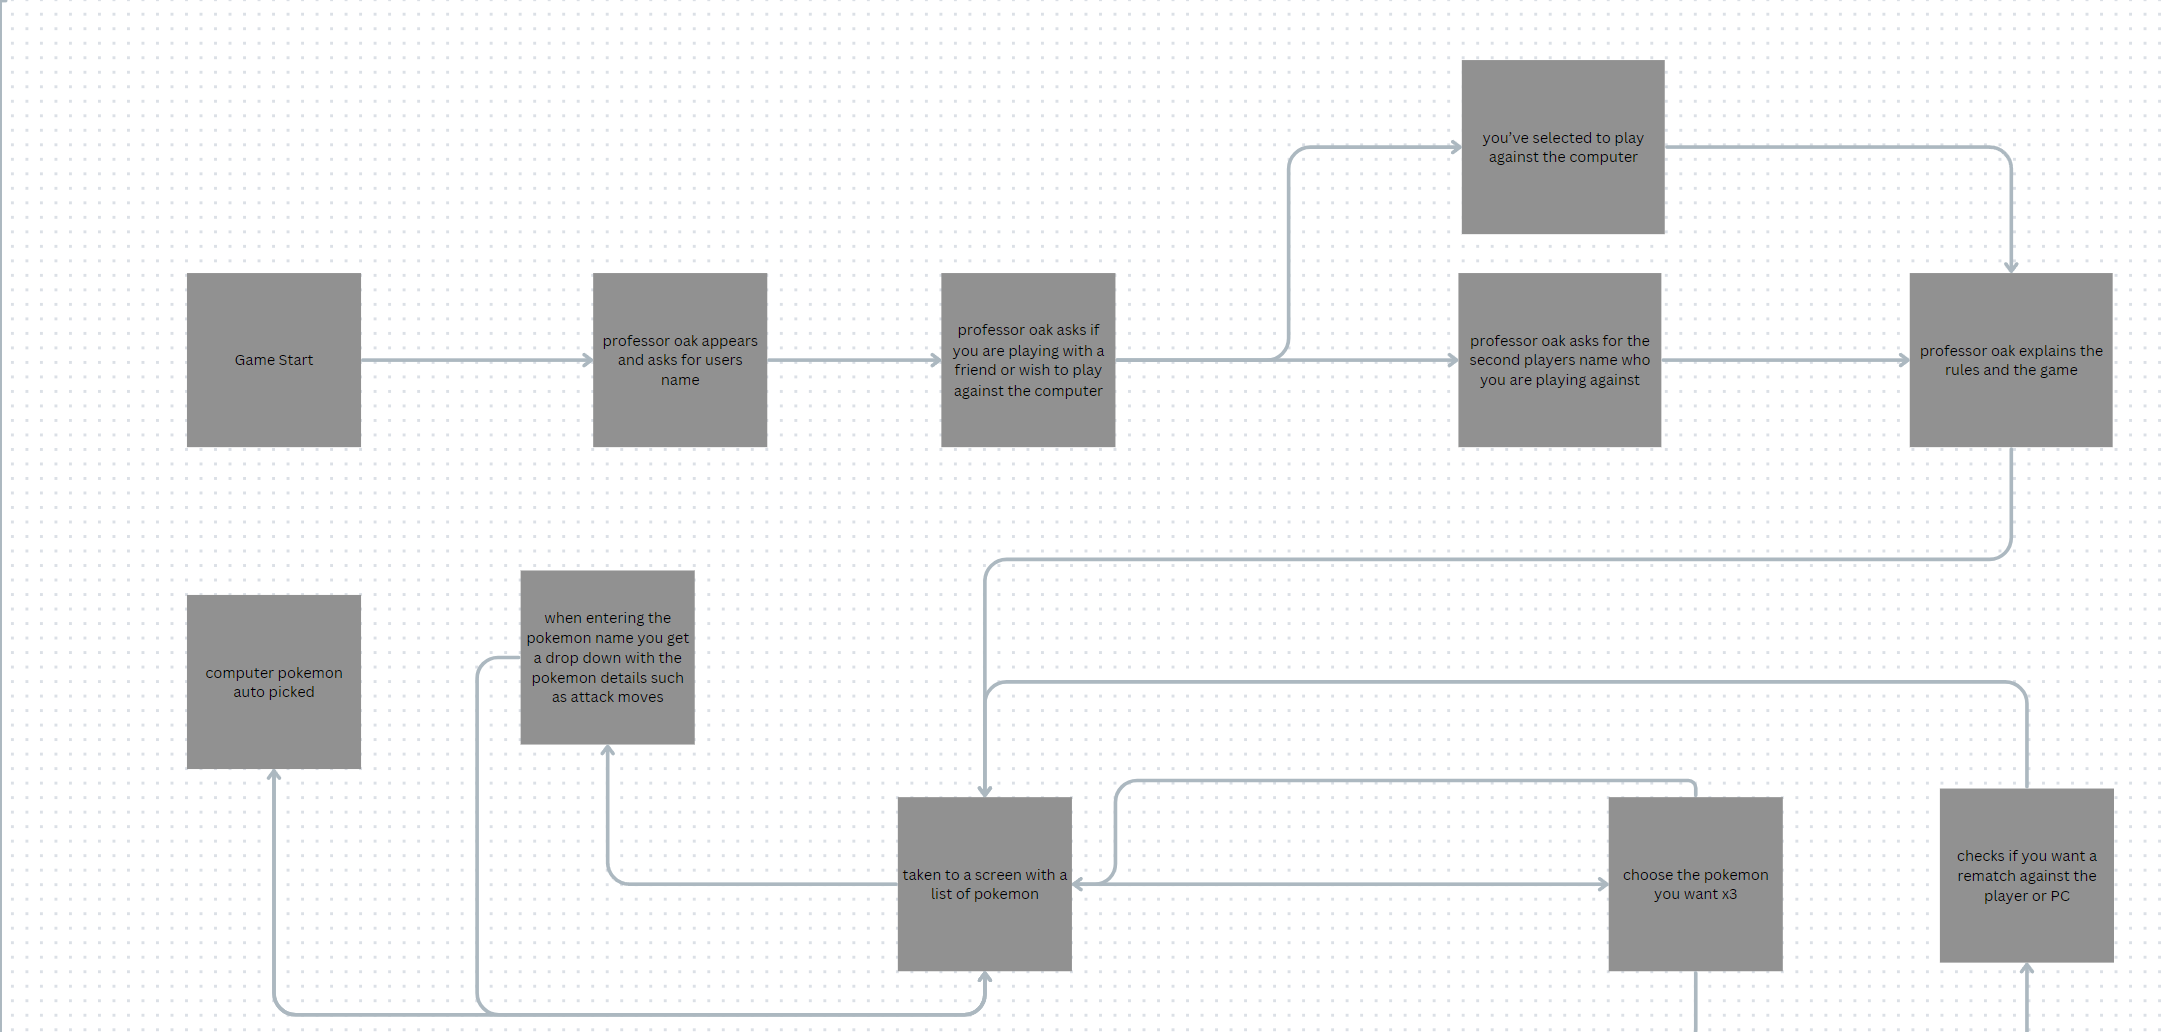 you've selected to play
against the computer
Game Start
professor oak appears
and asks for users
name
professor oak asks if
you are playing with a
friend or wish to play
against the computer
professor oak asks for the
second players name who
you are playing against
professor oak explains the
rules and the game
computer pokemon
auto picked
when entering the
pokemon name you get
a drop down with the
pokemon details such
as attack moves
taken to a screen with a
list of pokemon
choose the pokemon
you want x3
checks if you want a
rematch against the
player or PC